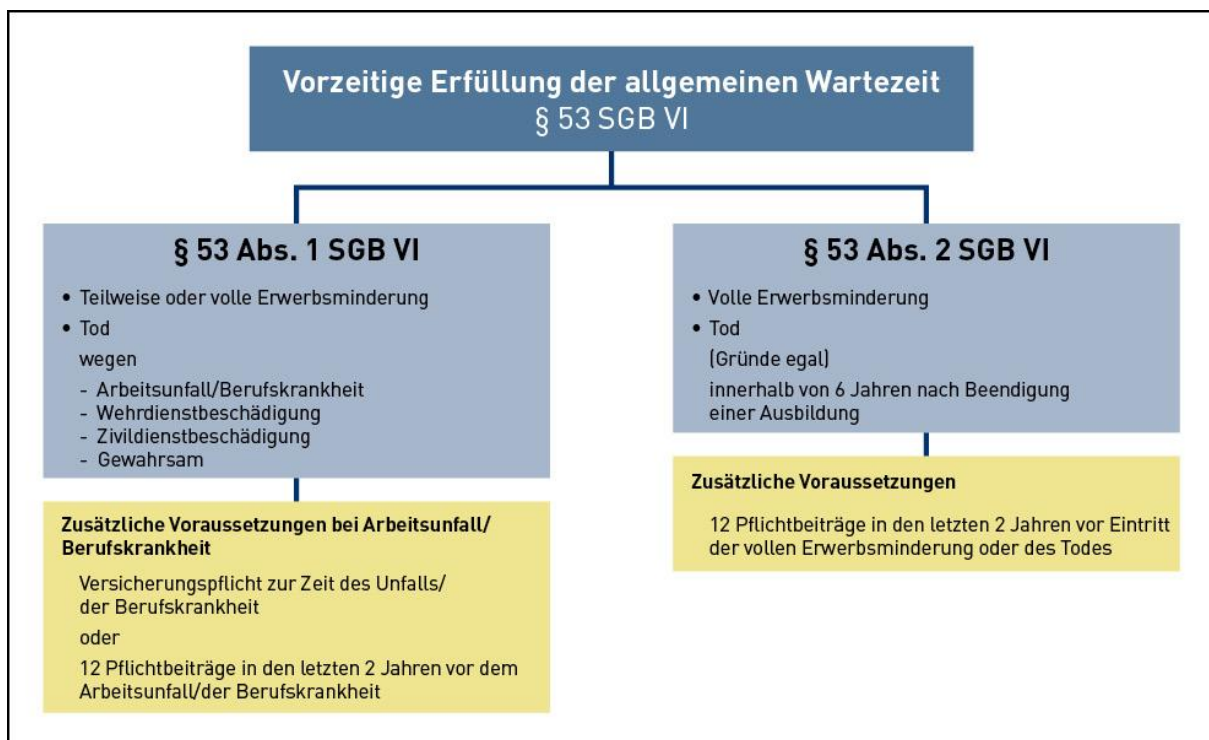 Vorzeitige Erfüllung der allgemeinen Wartezeit
§ 53 SGB VI
§ 53 Abs. 1 SGB VI
• Teilweise oder volle Erwerbsminderung
• Tod
wegen
- Arbeitsunfall/Berufskrankheit
- Wehrdienstbeschädigung
- Zivildienstbeschädigung
- Gewahrsam
Zusätzliche Voraussetzungen bei Arbeitsunfall/
Berufskrankheit
Versicherungspflicht zur Zeit des Unfalls/
der Berufskrankheit
oder
12 Pflichtbeiträge in den letzten 2 Jahren vor dem
Arbeitsunfall/der Berufskrankheit
§ 53 Abs. 2 SGB VI
• Volle Erwerbsminderung
• Tod
(Gründe egal)
innerhalb von 6 Jahren nach Beendigung
einer Ausbildung
Zusätzliche Voraussetzungen
12 Pflichtbeiträge in den letzten 2 Jahren vor Eintritt
der vollen Erwerbsminderung oder des Todes